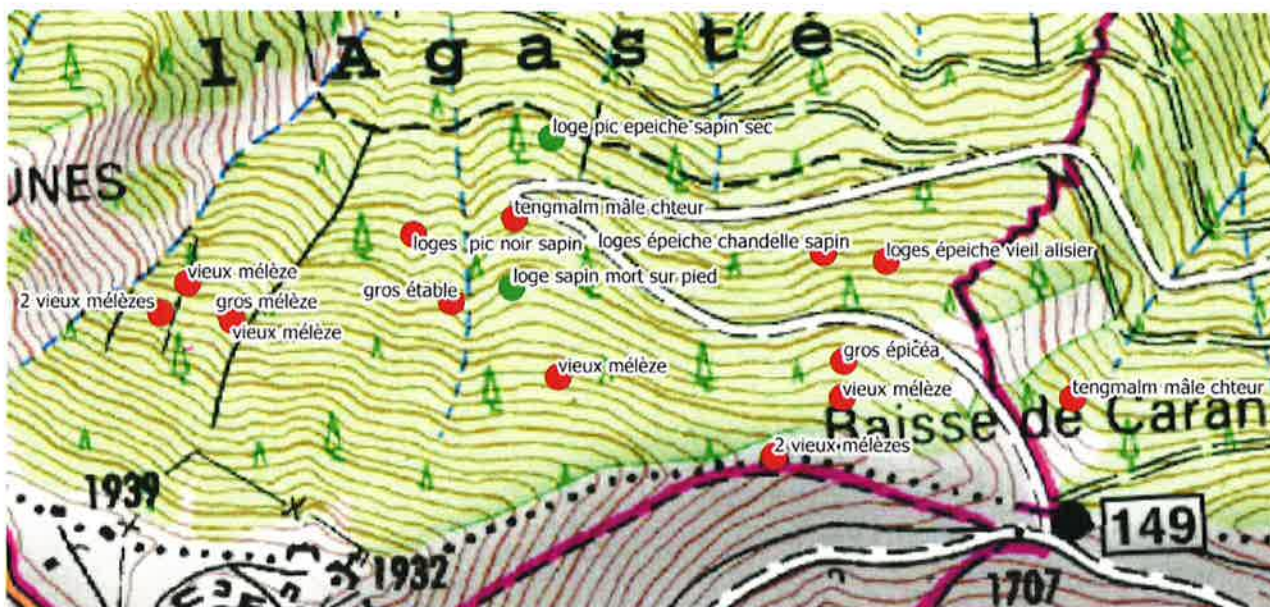 l'Agasté
loge pic epeiche sapin sec
UNES
tengmalm mâle chteur
loges pic noir sapin
loges épeiche chandelle sapin
loges épeiche vieil alisier
vieux mélèze
loge sapin mort sur pied
gros étable
2 vieux mélèzes
gros mélèze
vieux mélèze
gros épicéa
vieux mélèze
tengmalm mâle chteur
vieux mélèze
Baisse de Caran
2 vieux mélèzes
1939
149
1932
1707